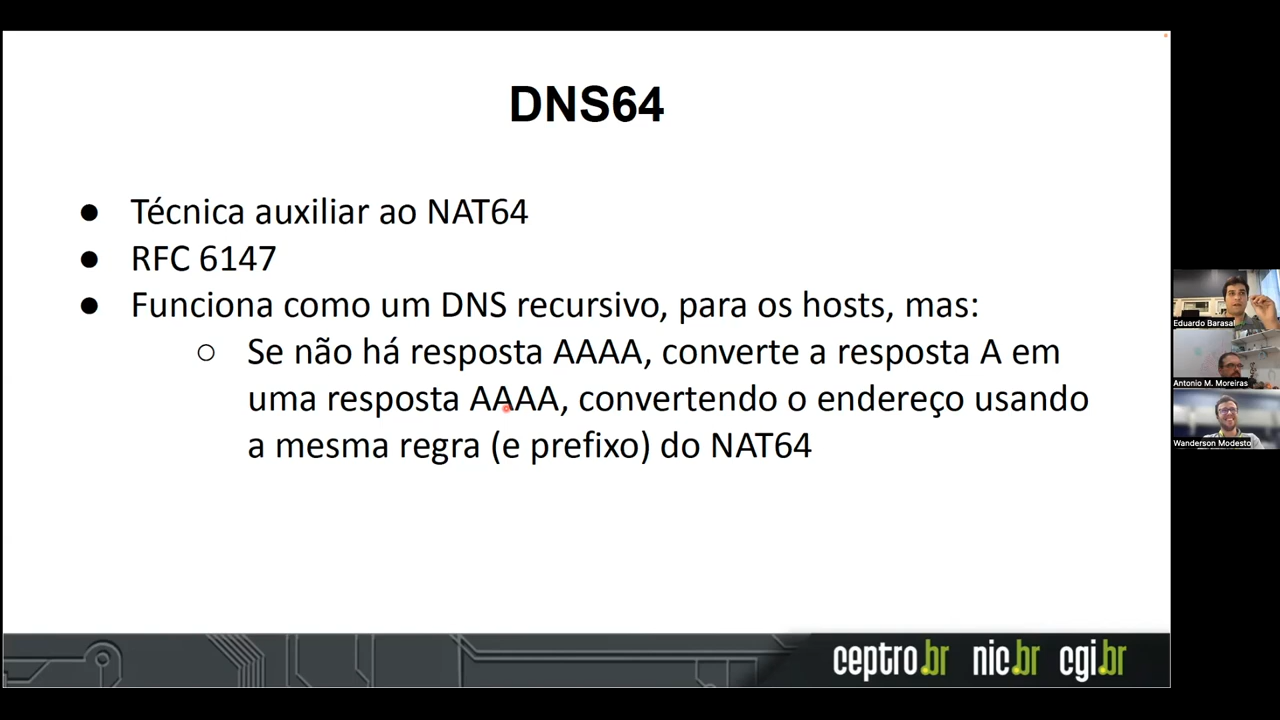 DNS64
● Técnica auxiliar ao NAT64
● RFC 6147
● Funciona como um DNS recursivo, para os hosts, mas:
○ Se não há resposta AAAA, converte a resposta A em
uma resposta AAAA, convertendo o endereço usando
a mesma regra (e prefixo) do NAT64
ceptro.br nic.br cgi.br
Eduardo Barasal
Antonio M. Moreiras
Wanderson Modesto